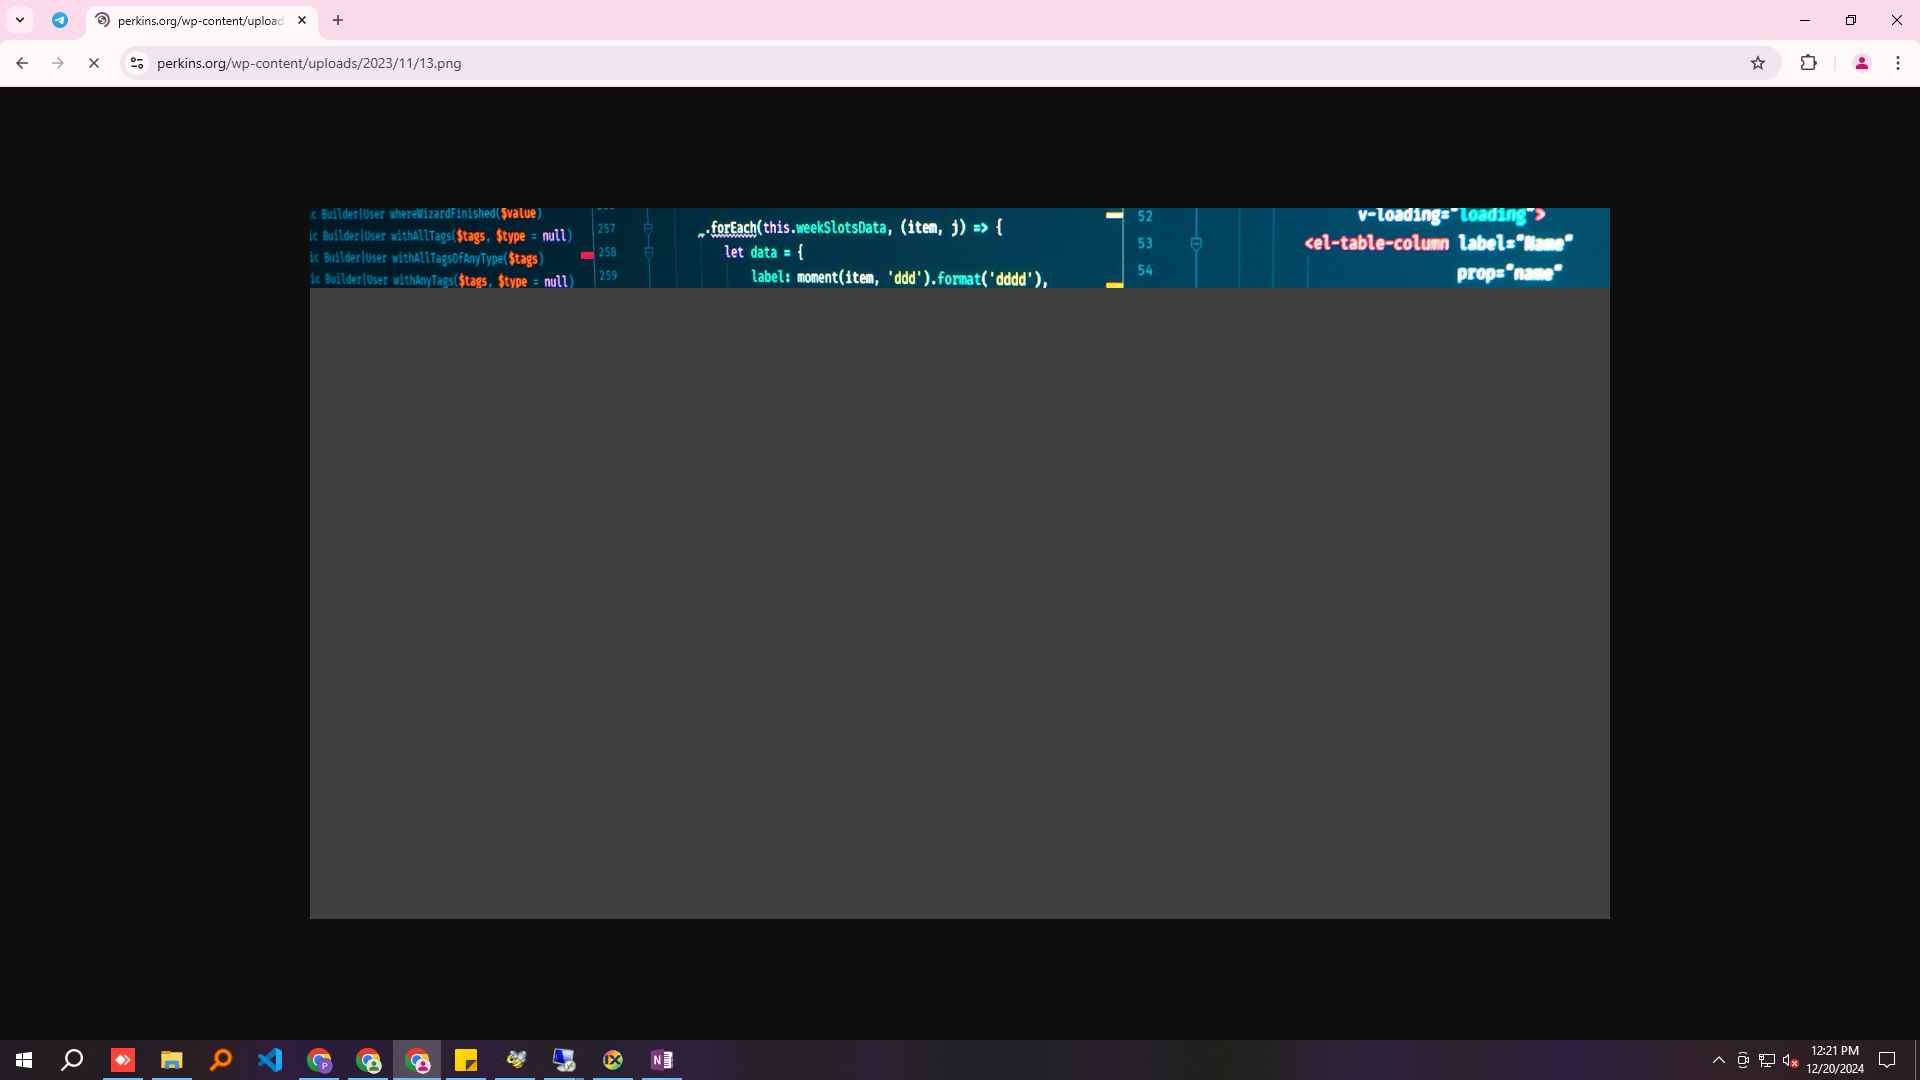 perkins.org/wp-content/upload
perkins.org/wp-content/uploads/2023/11/13.png
ic Builder|User whereWizardFinished($value)
ic Builder|User withAllTags($tags, $type = null)
ic Builder|User withAllTagsOfAnyType($tags)
ic Builder|User withAnyTags($tags, $type = null)
257 _.forEach(this.weekSlotsData, (item, j) => {
258 let data = {
259 label: moment(item, 'ddd').format('dddd'),
52 v-loading="loading">
53 <el-table-column label="Name"
54 prop="name"
P
N
12:21 PM
12/20/2024